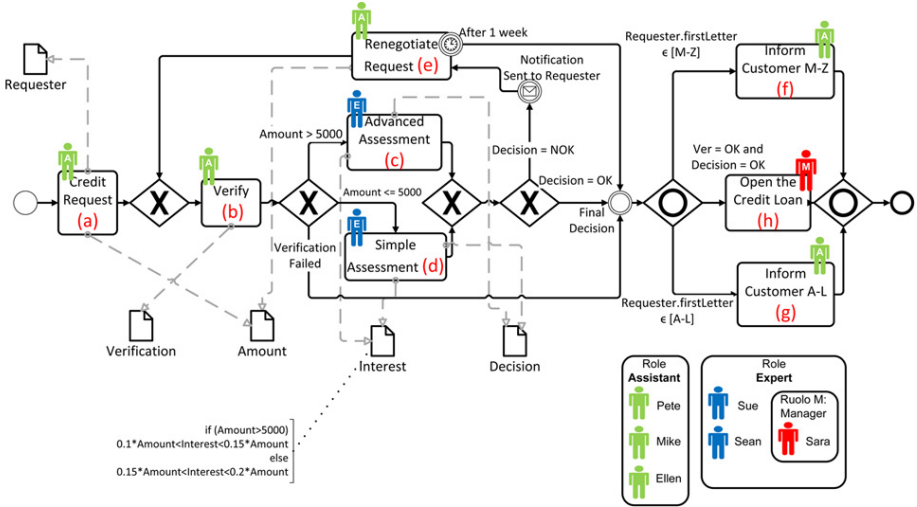 A
After 1 week
Renegotiate
Request (e)
Requester.firstLetter
ϵ [M-Z]
A
Inform
Customer M-Z
(f)
Requester
Notification
Sent to Requester
E
Advanced
Assessment
(c)
Amount > 5000
Decision = NOK
Ver = OK and
Decision = OK
A
Credit
Request
(a)
X
A
Verify
(b)
X
Amount <= 5000
X
X
Decision = OK
Final
Decision
M
Open the
Credit Loan
(h)
Verification
Failed
E
Simple
Assessment (d)
A
Inform
Customer A-L
(g)
Requester.firstLetter
ϵ [A-L]
Verification
Amount
Interest
Decision
if (Amount>5000)
0.1*Amount<Interest<0.15*Amount
else
0.15*Amount<Interest<0.2*Amount
Role
Assistant
Pete
Mike
Ellen
Role
Expert
Sue
Sean
Ruolo M:
Manager
Sara